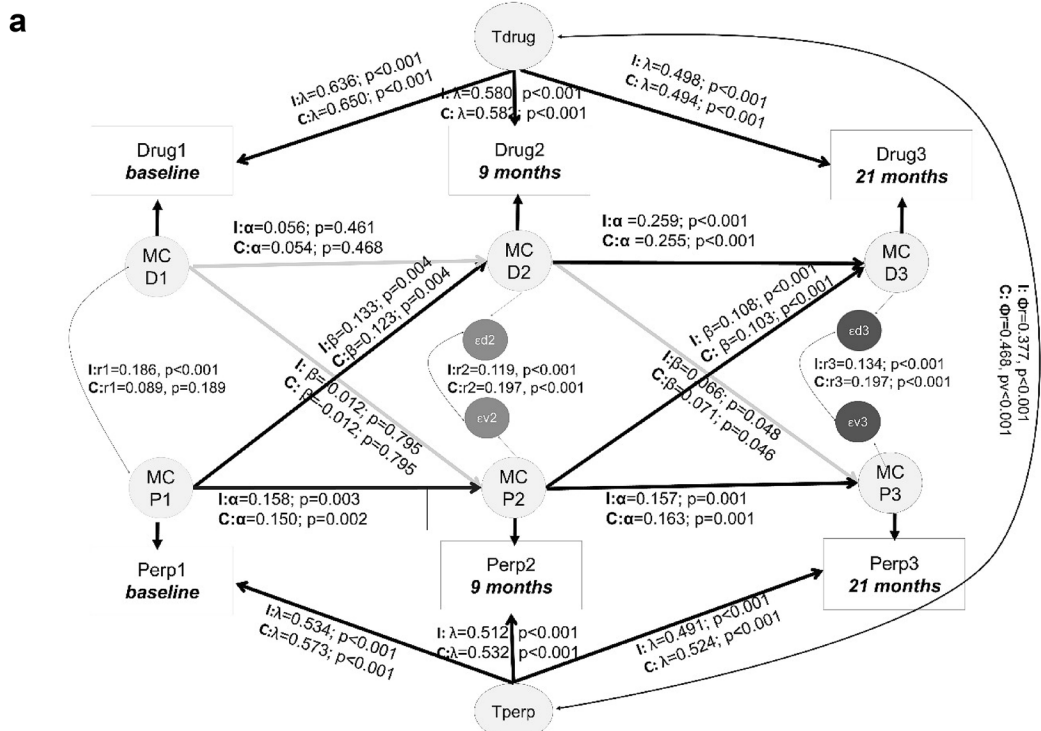 a
Tdrug
I:λ=0.636; p<0.001
C:λ=0.650; p<0.001
I: λ=0.580; p<0.001
C: λ=0.582; p<0.001
I: λ=0.498; p<0.001
C: λ=0.494; p<0.001
Drug1
baseline
Drug2
9 months
Drug3
21 months
I:α=0.056; p=0.461
C:α=0.054; p=0.468
I:α =0.259; p<0.001
C:α =0.255; p<0.001
MC
D1
MC
D2
MC
D3
I:β=0.133; p=0.004
C:β=0.123; p=0.004
I: β=0.108; p<0.001
C: β=0.103; p<0.001
I: Φr=0.377, p<0.001
C: Φr=0.468, pv<0.001
εd2
εd3
I:r1=0.186, p<0.001
C:r1=0.089, p=0.189
I:r2=0.119, p<0.001
C:r2=0.197, p<0.001
I:r3=0.134, p<0.001
C:r3=0.197, p<0.001
I: β=-0.012, p=0.795
C: β=-0.012, p=0.795
I:β=0.066; p=0.048
C:β=0.071; p=0.046
εv2
εv3
MC
P1
MC
P2
MC
P3
I:α=0.158; p=0.003
C:α=0.150; p=0.002
I:α=0.157; p=0.001
C:α=0.163; p=0.001
Perp1
baseline
Perp2
9 months
Perp3
21 months
I:λ=0.534; p<0.001
C:λ=0.573; p<0.001
I: λ=0.512 p<0.001
C: λ=0.532 p<0.001
I: λ=0.491; p<0.001
C: λ=0.524; p<0.001
Tperp